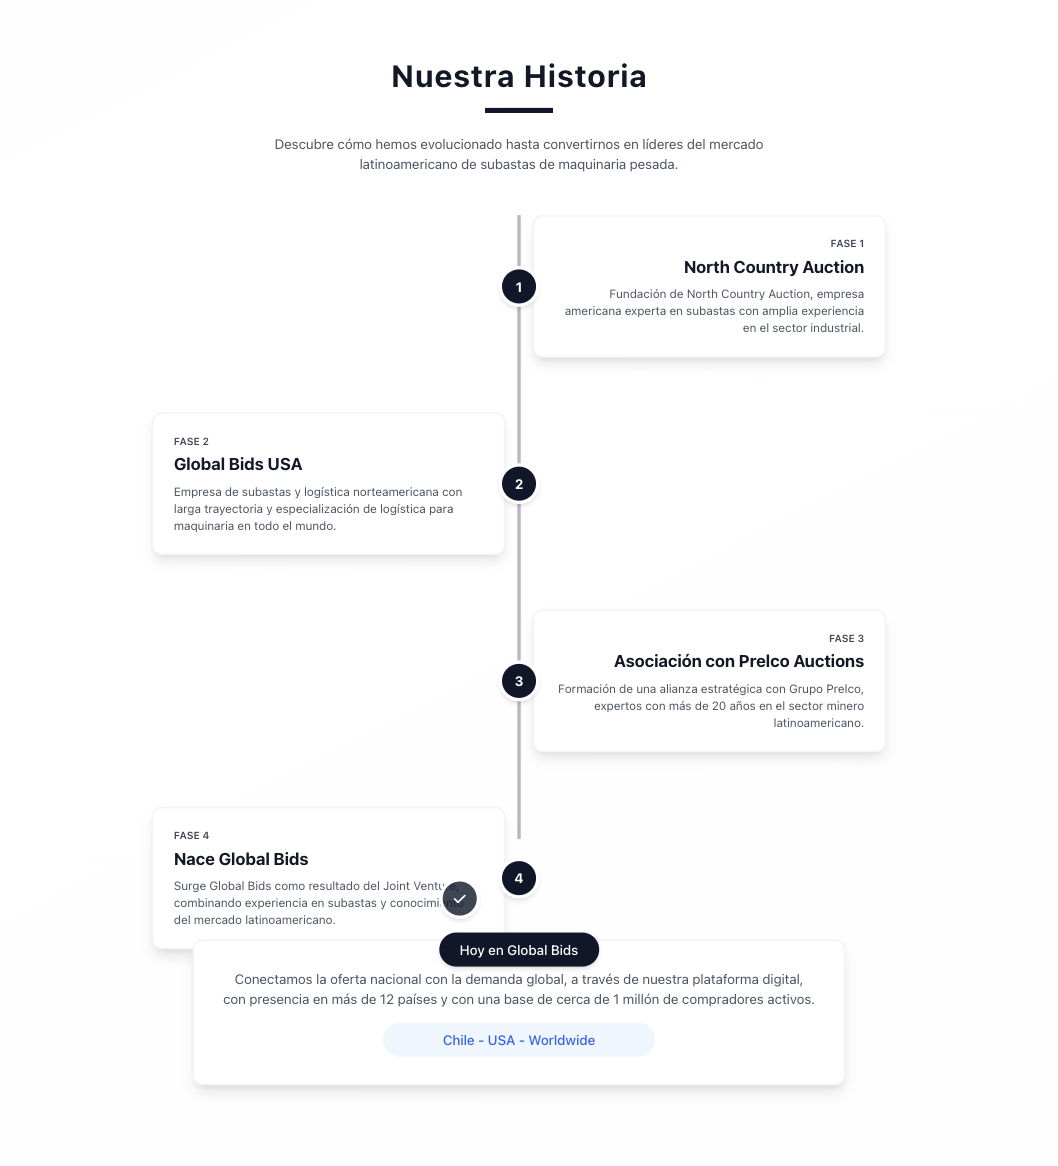 Nuestra Historia
Descubre cómo hemos evolucionado hasta convertirnos en líderes del mercado
latinoamericano de subastas de maquinaria pesada.
FASE 1
North Country Auction
1
Fundación de North Country Auction, empresa
americana experta en subastas con amplia experiencia
en el sector industrial.
FASE 2
Global Bids USA
2
Empresa de subastas y logística norteamericana con
larga trayectoria y especialización de logística para
maquinaria en todo el mundo.
FASE 3
Asociación con Prelco Auctions
3
Formación de una alianza estratégica con Grupo Prelco,
expertos con más de 20 años en el sector minero
latinoamericano.
FASE 4
Nace Global Bids
4
Surge Global Bids como resultado del Joint Venture,
combinando experiencia en subastas y conocimiento
del mercado latinoamericano.
Hoy en Global Bids
Conectamos la oferta nacional con la demanda global, a través de nuestra plataforma digital,
con presencia en más de 12 países y con una base de cerca de 1 millón de compradores activos.
Chile - USA - Worldwide